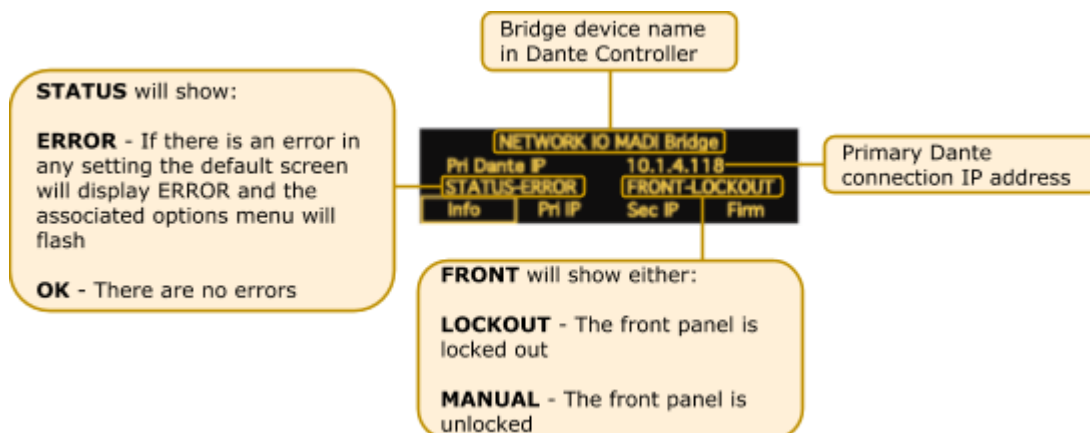 Bridge device name
in Dante Controller
STATUS will show:
ERROR - If there is an error in
any setting the default screen
will display ERROR and the
associated options menu will
flash
OK - There are no errors
NETWORK IO MADI Bridge
Pri Dante IP 10.1.4.118
STATUS-ERROR FRONT-LOCKOUT
Info Pri IP Sec IP Firm
Primary Dante
connection IP address
FRONT will show either:
LOCKOUT - The front panel is
locked out
MANUAL - The front panel is
unlocked